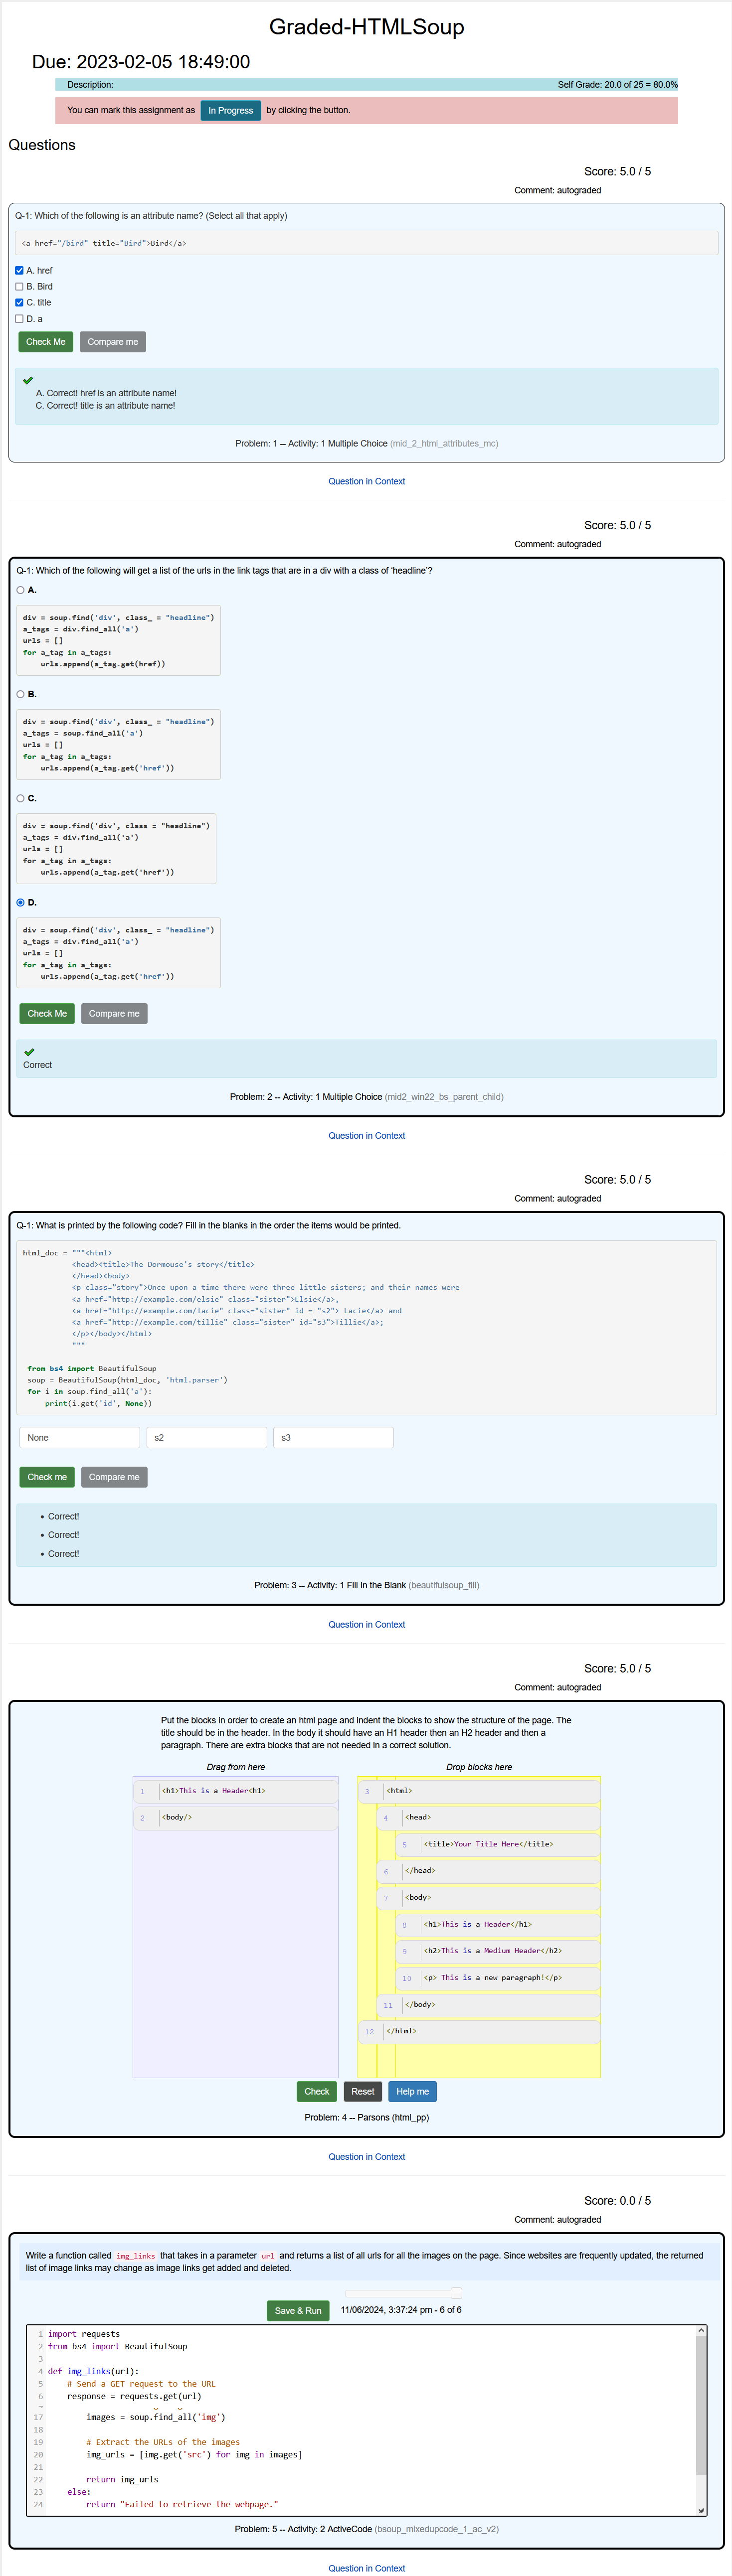 Graded-HTMLSoup
Due: 2023-02-05 18:49:00
Description: Self Grade: 20.0 of 25 = 80.0%
You can mark this assignment as In Progress by clicking the button.
Questions
Score: 5.0 / 5
Comment: autograded
Q-1: Which of the following is an attribute name? (Select all that apply)
<a href="/bird" title="Bird">Bird</a>
A. href
B. Bird
C. title
D. a
Check Me Compare me
A. Correct! href is an attribute name!
C. Correct! title is an attribute name!
Problem: 1 -- Activity: 1 Multiple Choice (mid_2_html_attributes_mc)
Question in Context
Score: 5.0 / 5
Comment: autograded
Q-1: Which of the following will get a list of the urls in the link tags that are in a div with a class of 'headline'?
A.
div = soup.find('div', class_ = "headline")
a_tags = div.find_all('a')
urls = []
for a_tag in a_tags:
    urls.append(a_tag.get(href))
B.
div = soup.find('div', class_ = "headline")
a_tags = soup.find_all('a')
urls = []
for a_tag in a_tags:
    urls.append(a_tag.get('href'))
C.
div = soup.find('div', class = "headline")
a_tags = div.find_all('a')
urls = []
for a_tag in a_tags:
    urls.append(a_tag.get('href'))
D.
div = soup.find('div', class_ = "headline")
a_tags = div.find_all('a')
urls = []
for a_tag in a_tags:
    urls.append(a_tag.get('href'))
Check Me Compare me
Correct
Problem: 2 -- Activity: 1 Multiple Choice (mid2_win22_bs_parent_child)
Question in Context
Score: 5.0 / 5
Comment: autograded
Q-1: What is printed by the following code? Fill in the blanks in the order the items would be printed.
html_doc = """<html>
<head><title>The Dormouse's story</title>
</head><body>
<p class="story">Once upon a time there were three little sisters; and their names were
<a href="http://example.com/elsie" class="sister">Elsie</a>,
<a href="http://example.com/lacie" class="sister" id = "s2"> Lacie</a> and
<a href="http://example.com/tillie" class="sister" id="s3">Tillie</a>;
</p></body></html>
"""
from bs4 import BeautifulSoup
soup = BeautifulSoup(html_doc, 'html.parser')
for i in soup.find_all('a'):
    print(i.get('id', None))
None s2 s3
Check me Compare me
• Correct!
• Correct!
• Correct!
Problem: 3 -- Activity: 1 Fill in the Blank (beautifulsoup_fill)
Question in Context
Score: 5.0 / 5
Comment: autograded
Put the blocks in order to create an html page and indent the blocks to show the structure of the page. The
title should be in the header. In the body it should have an H1 header then an H2 header and then a
paragraph. There are extra blocks that are not needed in a correct solution.
Drag from here
1 <h1>This is a Header<h1>
2 <body/>
Drop blocks here
3 <html>
4 <head>
5 <title>Your Title Here</title>
6 </head>
7 <body>
8 <h1>This is a Header</h1>
9 <h2>This is a Medium Header</h2>
10 <p> This is a new paragraph!</p>
11 </body>
12 </html>
Check Reset Help me
Problem: 4 -- Parsons (html_pp)
Question in Context
Score: 0.0 / 5
Comment: autograded
Write a function called img_links that takes in a parameter url and returns a list of all urls for all the images on the page. Since websites are frequently updated, the returned
list of image links may change as image links get added and deleted.
Save & Run 11/06/2024, 3:37:24 pm - 6 of 6
1 import requests
2 from bs4 import BeautifulSoup
3
4 def img_links(url):
5     # Send a GET request to the URL
6     response = requests.get(url)
17         images = soup.find_all('img')
18
19         # Extract the URLs of the images
20         img_urls = [img.get('src') for img in images]
21
22         return img_urls
23     else:
24         return "Failed to retrieve the webpage."
Problem: 5 -- Activity: 2 ActiveCode (bsoup_mixedupcode_1_ac_v2)
Question in Context